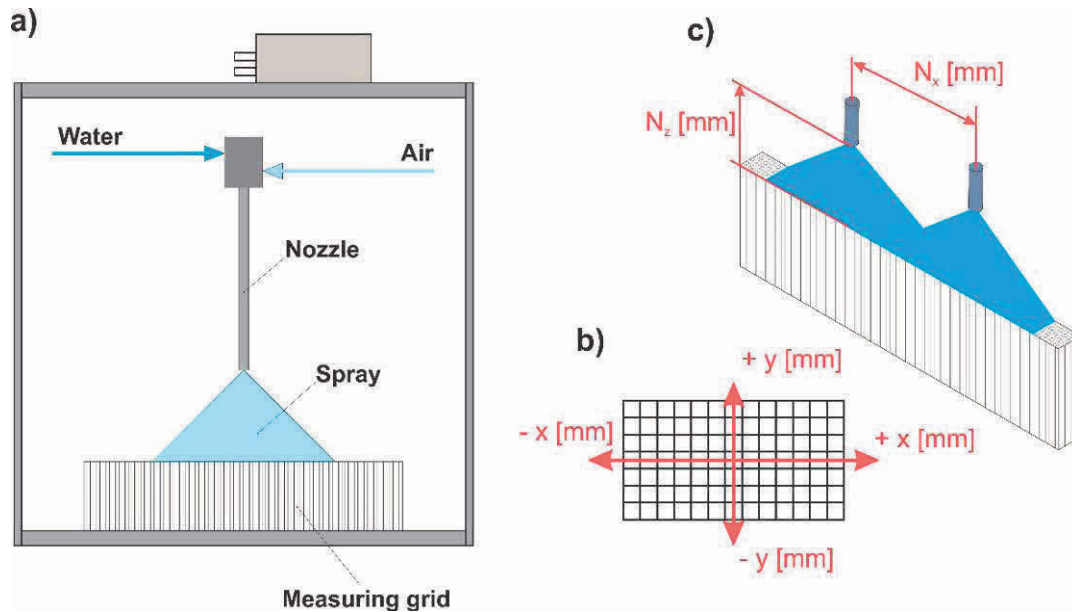 a)
Water
Air
Nozzle
Spray
Measuring grid
c)
Nx [mm]
Nz [mm]
b)
+ y [mm]
- x [mm]
+ x [mm]
- y [mm]